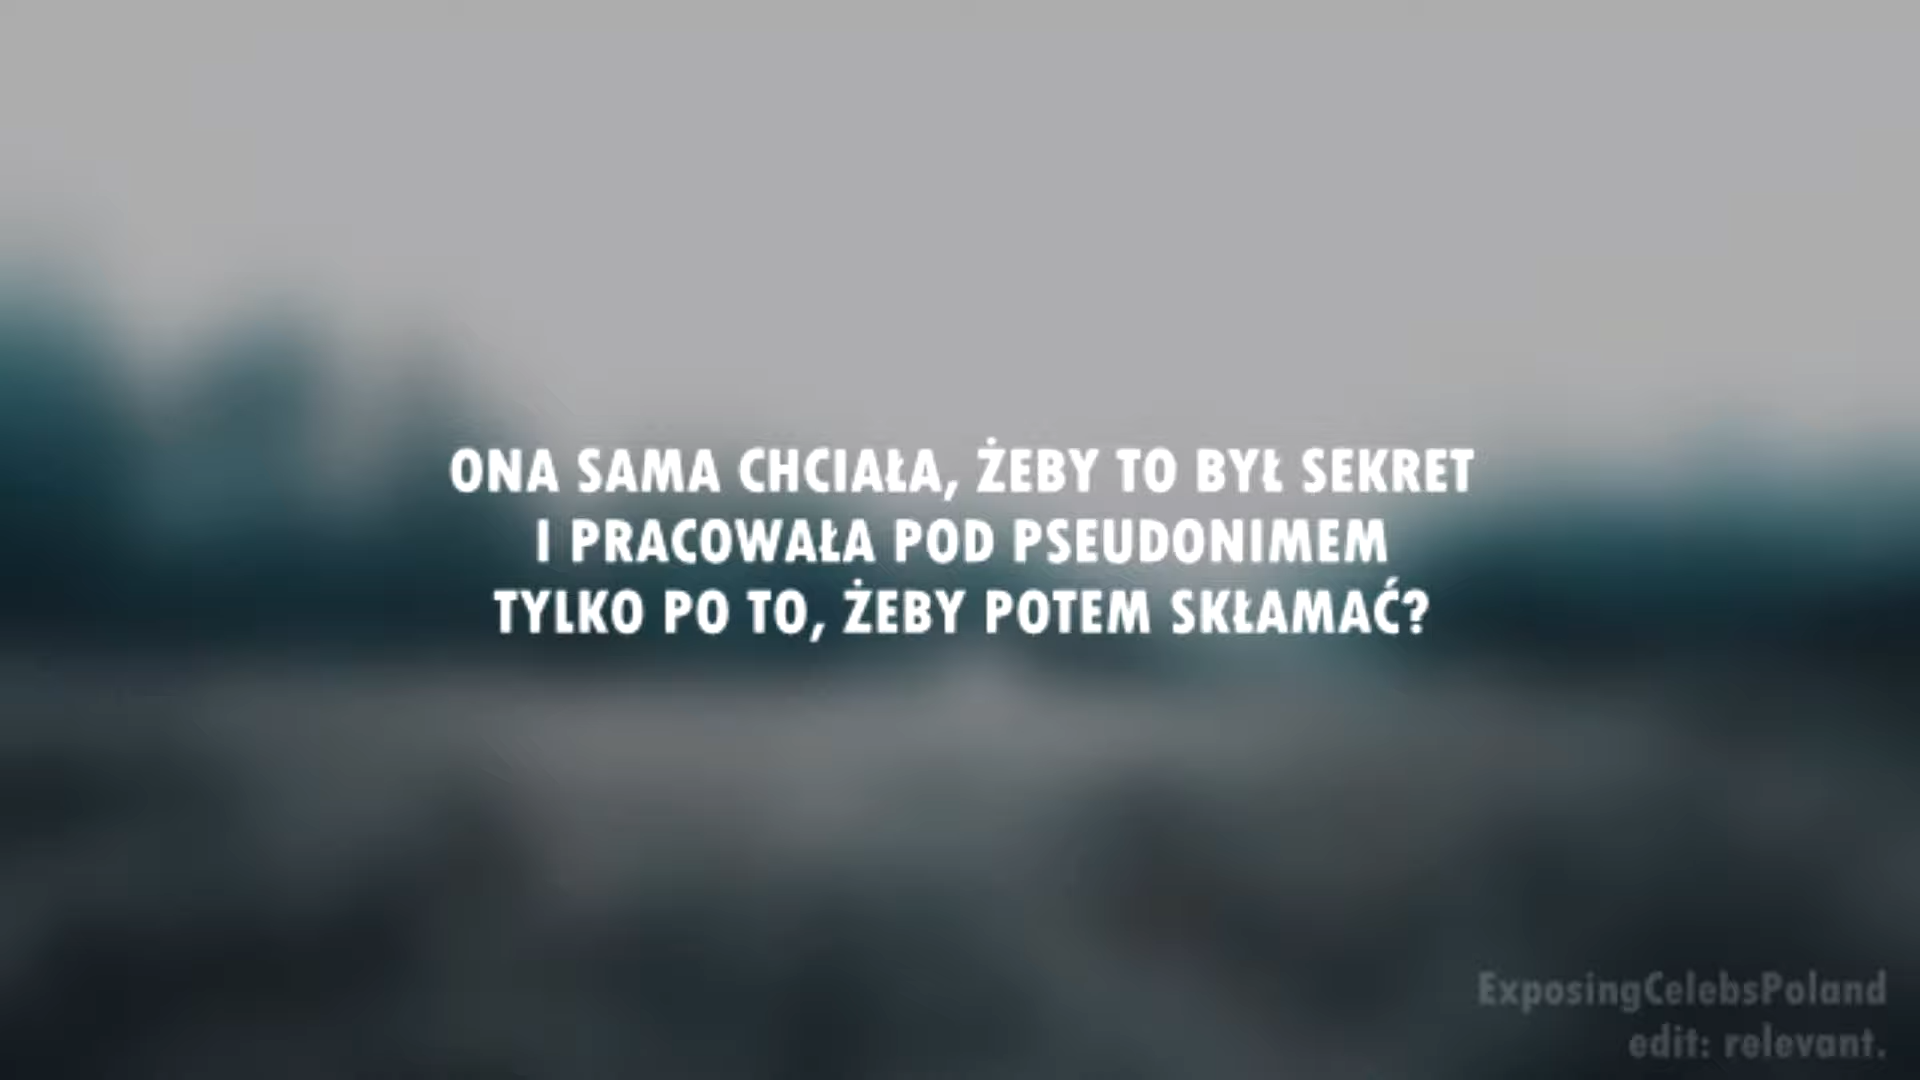 ONA SAMA CHCIAŁA, ŻEBY TO BYŁ SEKRET
I PRACOWAŁA POD PSEUDONIMEM
TYLKO PO TO, ŻEBY POTEM SKŁAMAĆ?
ExposingCelebsPoland
edit: relevant.